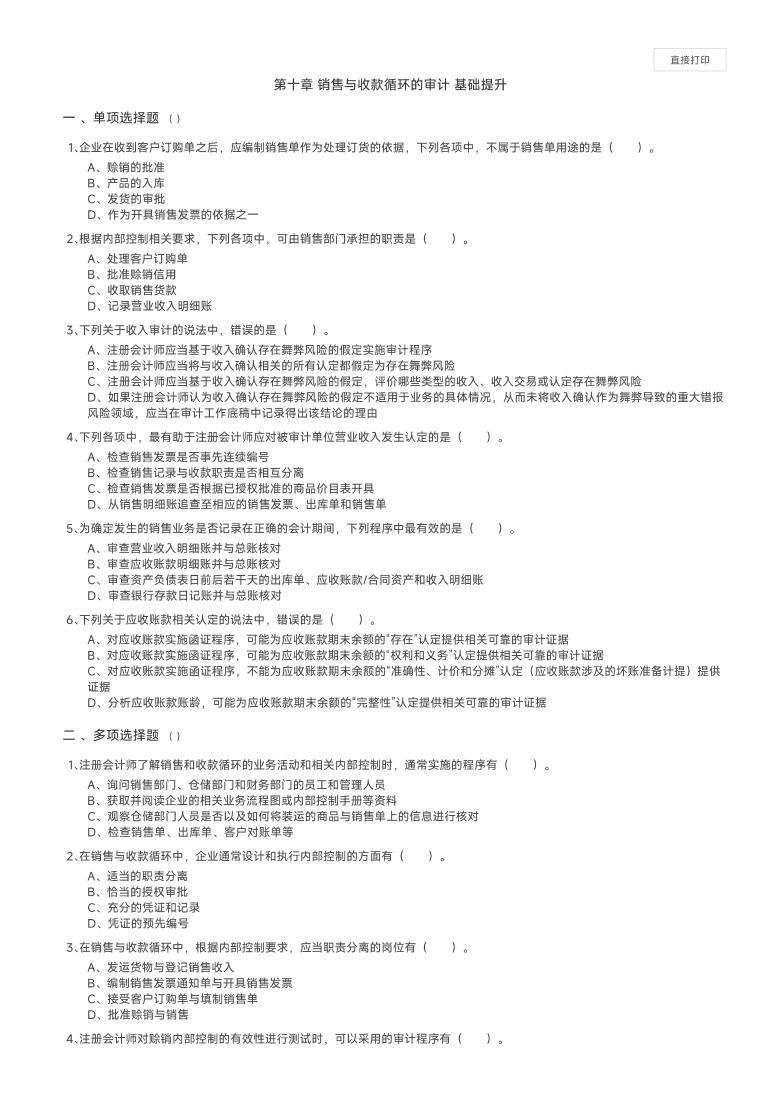 直接打印
第十章 销售与收款循环的审计 基础提升
一 、单项选择题 ( )
1、企业在收到客户订购单之后，应编制销售单作为处理订货的依据，下列各项中，不属于销售单用途的是（　　）。
A、赊销的批准
B、产品的入库
C、发货的审批
D、作为开具销售发票的依据之一
2、根据内部控制相关要求，下列各项中，可由销售部门承担的职责是（　　）。
A、处理客户订购单
B、批准赊销信用
C、收取销售货款
D、记录营业收入明细账
3、下列关于收入审计的说法中，错误的是（　　）。
A、注册会计师应当基于收入确认存在舞弊风险的假定实施审计程序
B、注册会计师应当将与收入确认相关的所有认定都假定为存在舞弊风险
C、注册会计师应当基于收入确认存在舞弊风险的假定，评价哪些类型的收入、收入交易或认定存在舞弊风险
D、如果注册会计师认为收入确认存在舞弊风险的假定不适用于业务的具体情况，从而未将收入确认作为舞弊导致的重大错报
风险领域，应当在审计工作底稿中记录得出该结论的理由
4、下列各项中，最有助于注册会计师应对被审计单位营业收入发生认定的是（　　）。
A、检查销售发票是否事先连续编号
B、检查销售记录与收款职责是否相互分离
C、检查销售发票是否根据已授权批准的商品价目表开具
D、从销售明细账追查至相应的销售发票、出库单和销售单
5、为确定发生的销售业务是否记录在正确的会计期间，下列程序中最有效的是（　　）。
A、审查营业收入明细账并与总账核对
B、审查应收账款明细账并与总账核对
C、审查资产负债表日前后若干天的出库单、应收账款/合同资产和收入明细账
D、审查银行存款日记账并与总账核对
6、下列关于应收账款相关认定的说法中，错误的是（　　）。
A、对应收账款实施函证程序，可能为应收账款期末余额的“存在”认定提供相关可靠的审计证据
B、对应收账款实施函证程序，可能为应收账款期末余额的“权利和义务”认定提供相关可靠的审计证据
C、对应收账款实施函证程序，不能为应收账款期末余额的“准确性、计价和分摊”认定（应收账款涉及的坏账准备计提）提供
证据
D、分析应收账款账龄，可能为应收账款期末余额的“完整性”认定提供相关可靠的审计证据
二 、多项选择题 ( )
1、注册会计师了解销售和收款循环的业务活动和相关内部控制时，通常实施的程序有（　　）。
A、询问销售部门、仓储部门和财务部门的员工和管理人员
B、获取并阅读企业的相关业务流程图或内部控制手册等资料
C、观察仓储部门人员是否以及如何将装运的商品与销售单上的信息进行核对
D、检查销售单、出库单、客户对账单等
2、在销售与收款循环中，企业通常设计和执行内部控制的方面有（　　）。
A、适当的职责分离
B、恰当的授权审批
C、充分的凭证和记录
D、凭证的预先编号
3、在销售与收款循环中，根据内部控制要求，应当职责分离的岗位有（　　）。
A、发运货物与登记销售收入
B、编制销售发票通知单与开具销售发票
C、接受客户订购单与填制销售单
D、批准赊销与销售
4、注册会计师对赊销内部控制的有效性进行测试时，可以采用的审计程序有（　　）。